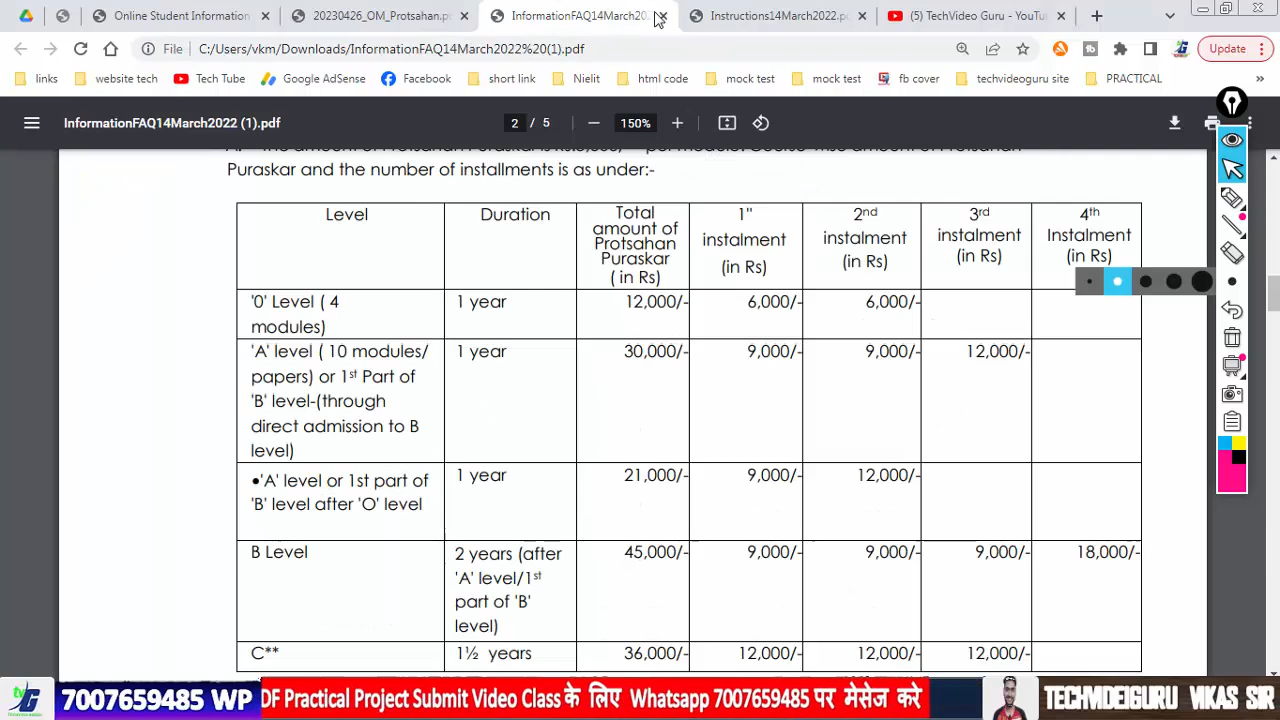 Online Student Information
20230426_OM_Protsahan.p
InformationFAQ14March20
Instructions14March2022.pd
(5) TechVideo Guru - YouTu
File
C:/Users/vkm/Downloads/InformationFAQ14March2022%20(1).pdf
Update
links
website tech
Tech Tube
Google AdSense
Facebook
short link
Nielit
html code
mock test
mock test
fb cover
techvideoguru site
PRACTICAL
»
InformationFAQ14March2022 (1).pdf
2 / 5
150%
Puraskar and the number of installments is as under:-
Level
Duration
Total amount of Protsahan Puraskar ( in Rs)
1" instalment (in Rs)
2nd instalment (in Rs)
3rd instalment (in Rs)
4th Instalment (in Rs)
'0' Level ( 4 modules)
1 year
12,000/-
6,000/-
6,000/-
'A' level ( 10 modules/ papers) or 1st Part of 'B' level-(through direct admission to B level)
1 year
30,000/-
9,000/-
9,000/-
12,000/-
•'A' level or 1st part of 'B' level after 'O' level
1 year
21,000/-
9,000/-
12,000/-
B Level
2 years (after 'A' level/1st part of 'B' level)
45,000/-
9,000/-
9,000/-
9,000/-
18,000/-
C**
1½ years
36,000/-
12,000/-
12,000/-
12,000/-
7007659485 WP
DF Practical Project Submit Video Class के लिए Whatsapp 7007659485 पर मेसेज करे
TECHVIDEIGURU VIKAS SIR